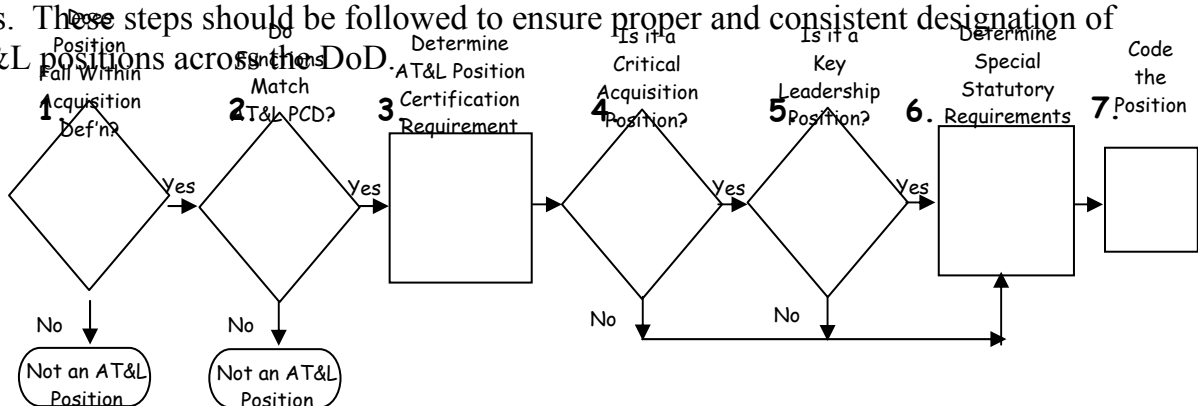 s. These steps should be followed to ensure proper and consistent designation of
&L positions across the DoD.
1.
Does
Position
Fall Within
Acquisition
Def'n?
2.
Do
Functions
Match
AT&L PCD?
3.
Determine
AT&L Position
Certification
Requirement
4.
Is it a
Critical
Acquisition
Position?
5.
Is it a
Key
Leadership
Position?
6.
Determine
Special
Statutory
Requirements
7.
Code
the
Position
Yes
Yes
Yes
Yes
No
No
No
No
Not an AT&L
Position
Not an AT&L
Position